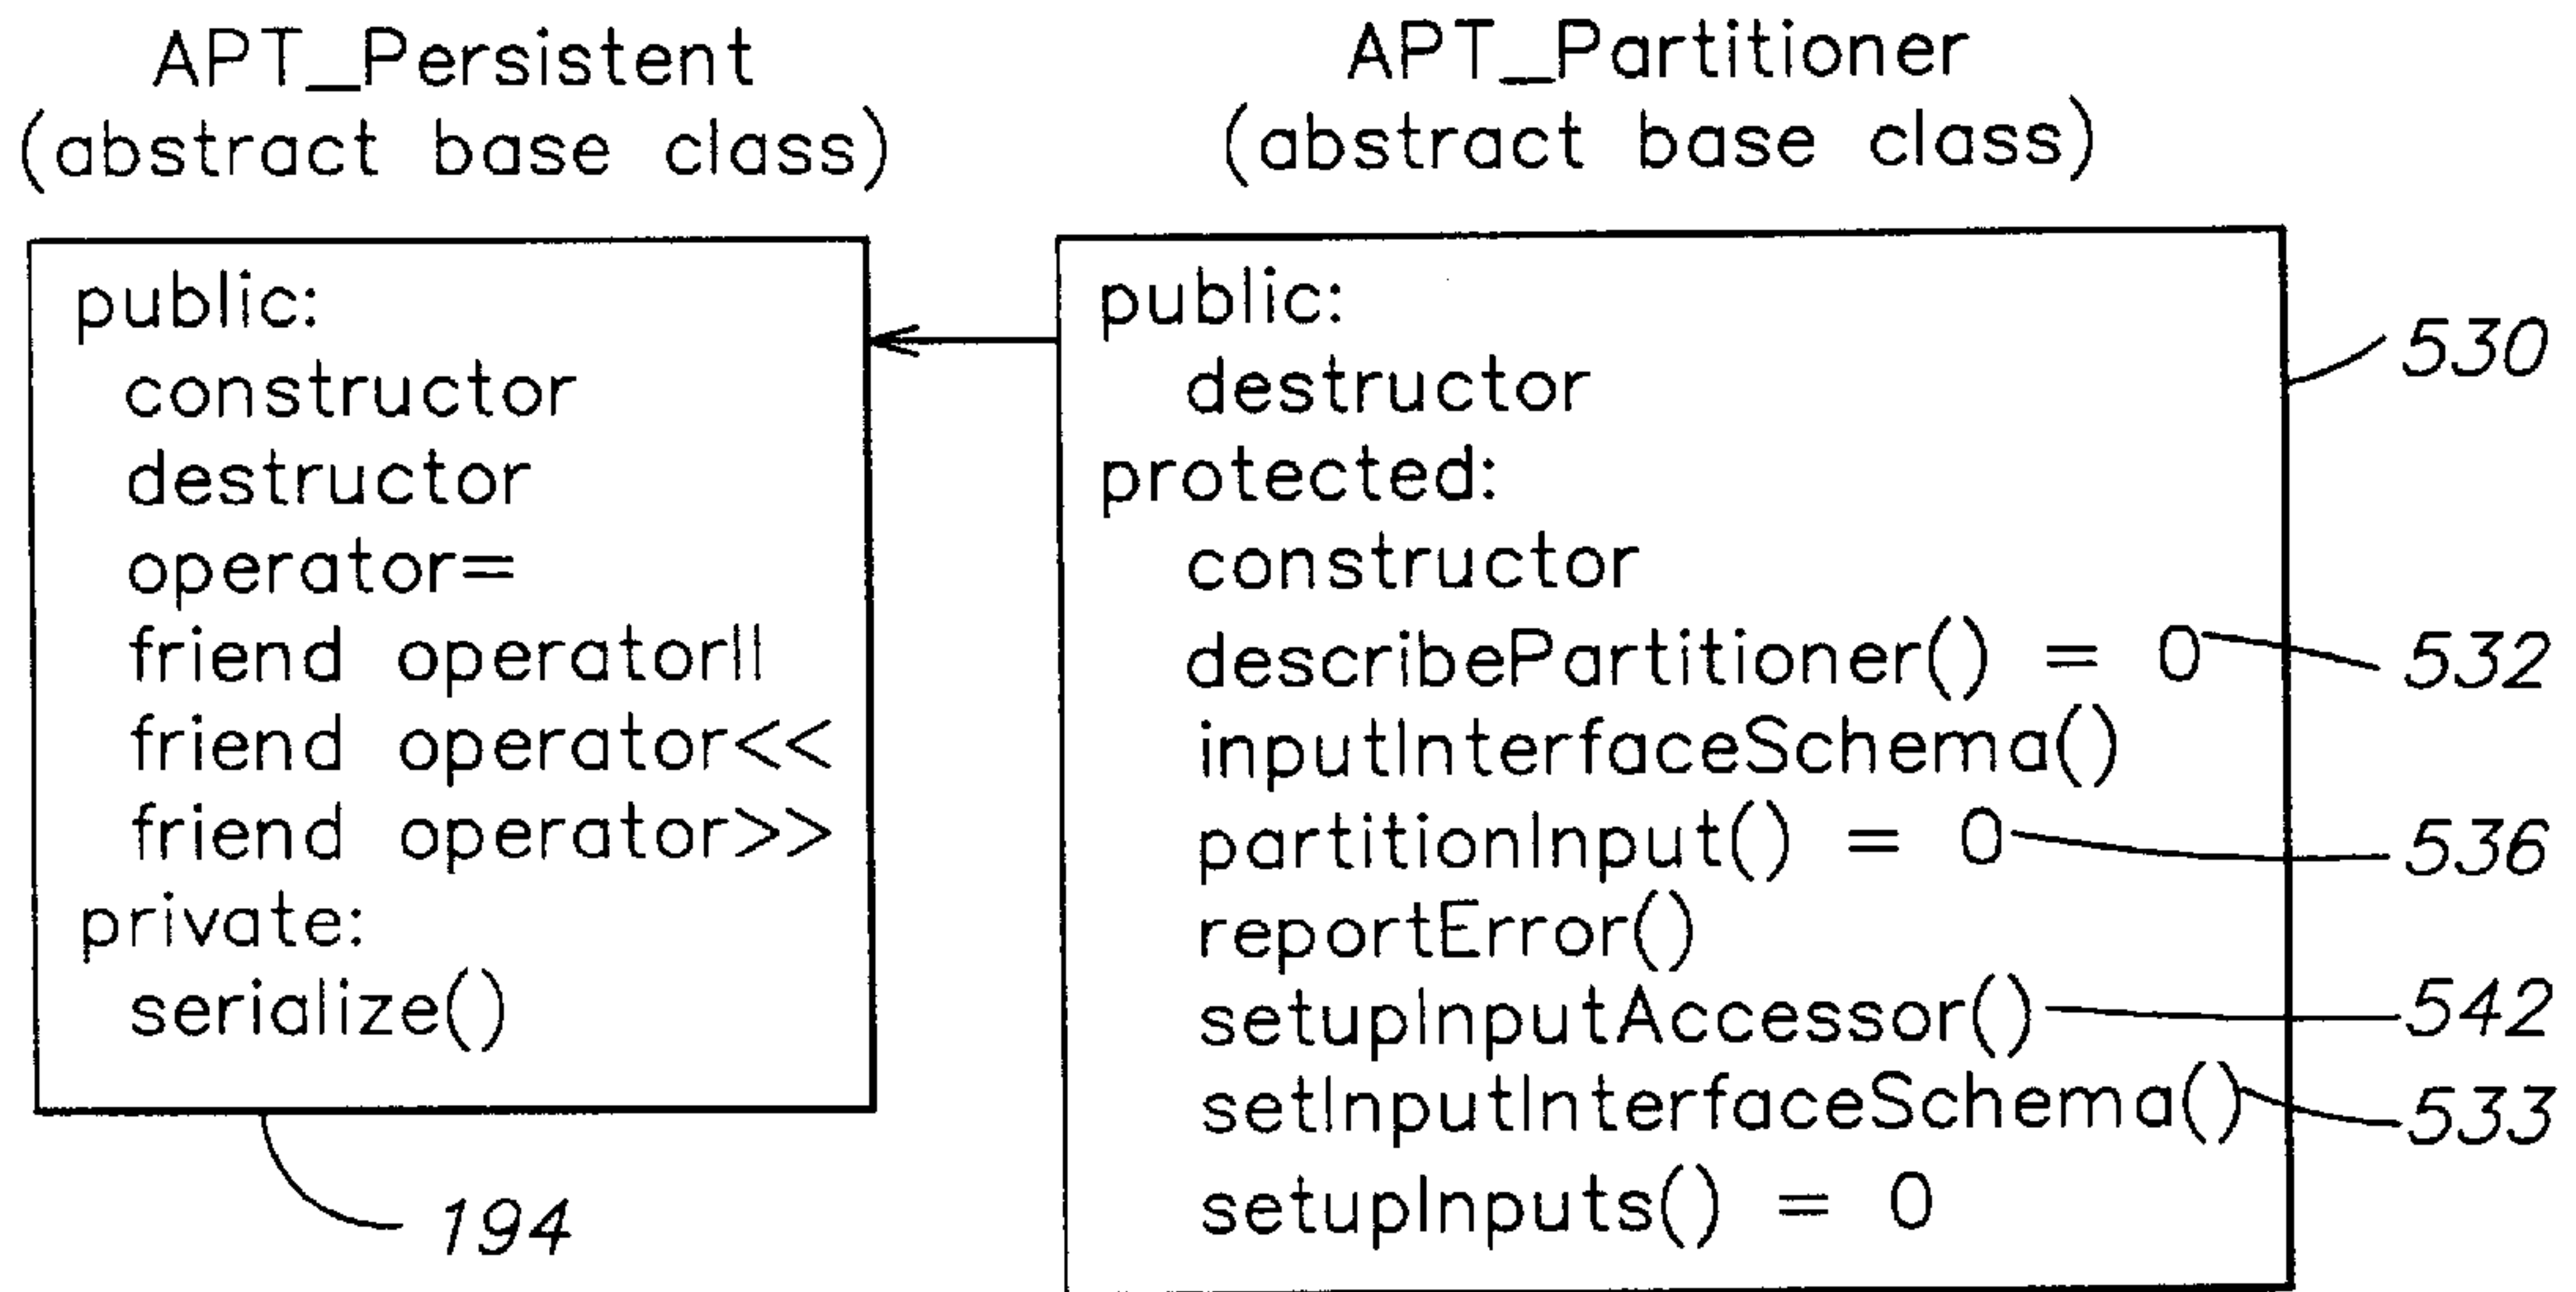 APT_Persistent
(abstract base class)
public:
constructor
destructor
operator=
friend operator||
friend operator<<
friend operator>>
private:
serialize()
194
APT_Partitioner
(abstract base class)
public:
destructor
protected:
constructor
describePartitioner() = 0
inputInterfaceSchema()
partitionInput() = 0
reportError()
setupInputAccessor()
setInputInterfaceSchema()
setupInputs() = 0
530
532
536
542
533